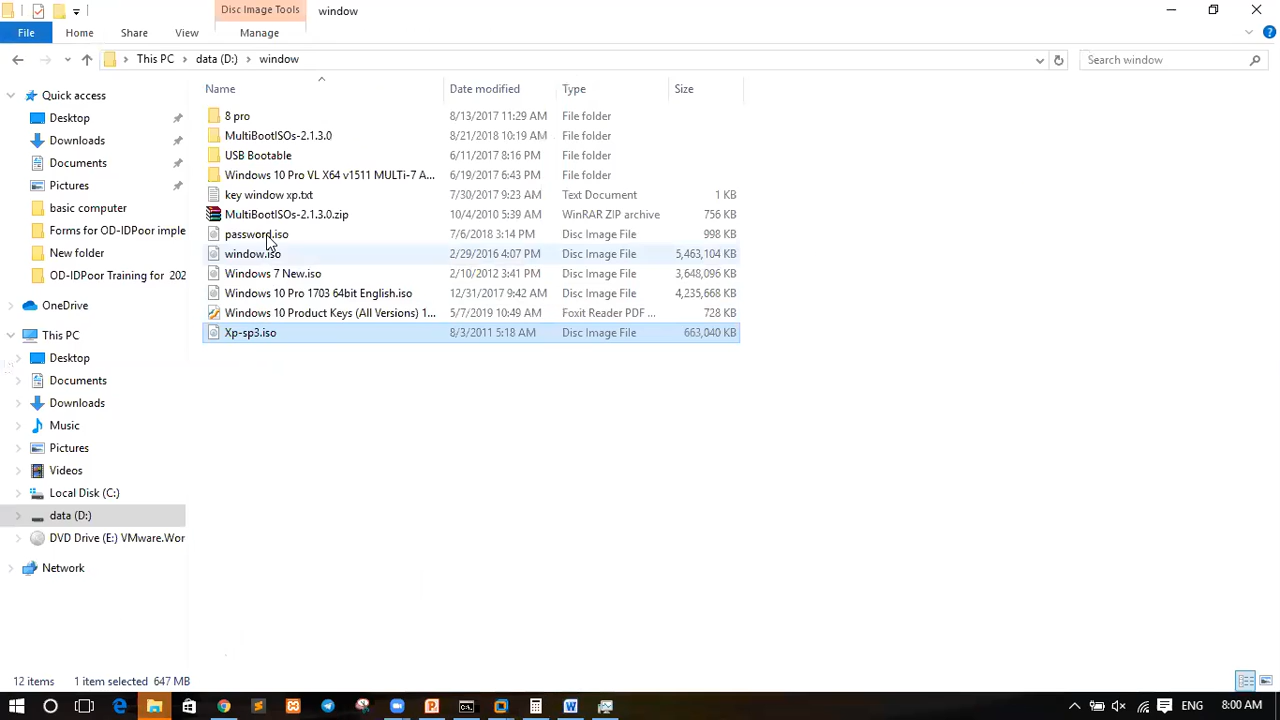 Disc Image Tools window
File Home Share View Manage
This PC data (D:) window Search window
Name Date modified Type Size
Quick access
Desktop
Downloads
Documents
Pictures
basic computer
Forms for OD-IDPoor imple
New folder
OD-IDPoor Training for 202
OneDrive
This PC
Desktop
Documents
Downloads
Music
Pictures
Videos
Local Disk (C:)
data (D:)
DVD Drive (E:) VMware.Wor
Network
8 pro 8/13/2017 11:29 AM File folder
MultiBootISOs-2.1.3.0 8/21/2018 10:19 AM File folder
USB Bootable 6/11/2017 8:16 PM File folder
Windows 10 Pro VL X64 v1511 MULTi-7 A... 6/19/2017 6:43 PM File folder
key window xp.txt 7/30/2017 9:23 AM Text Document 1 KB
MultiBootISOs-2.1.3.0.zip 10/4/2010 5:39 AM WinRAR ZIP archive 756 KB
password.iso 7/6/2018 3:14 PM Disc Image File 998 KB
window.iso 2/29/2016 4:07 PM Disc Image File 5,463,104 KB
Windows 7 New.iso 2/10/2012 3:41 PM Disc Image File 3,648,096 KB
Windows 10 Pro 1703 64bit English.iso 12/31/2017 9:42 AM Disc Image File 4,235,668 KB
Windows 10 Product Keys (All Versions) 1... 5/7/2019 10:49 AM Foxit Reader PDF ... 728 KB
Xp-sp3.iso 8/3/2011 5:18 AM Disc Image File 663,040 KB
12 items 1 item selected 647 MB
ENG 8:00 AM